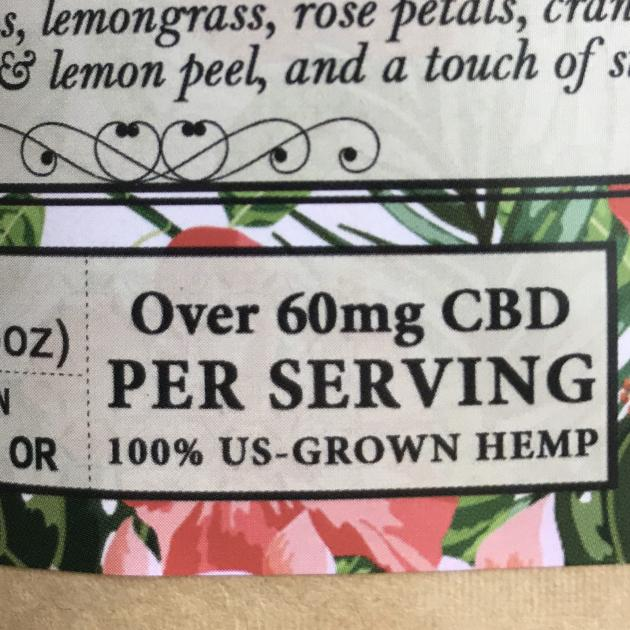 s, lemongrass, rose petals, cran
& lemon peel, and a touch of s
oz)
N
OR
Over 60mg CBD
PER SERVING
100% US-GROWN HEMP